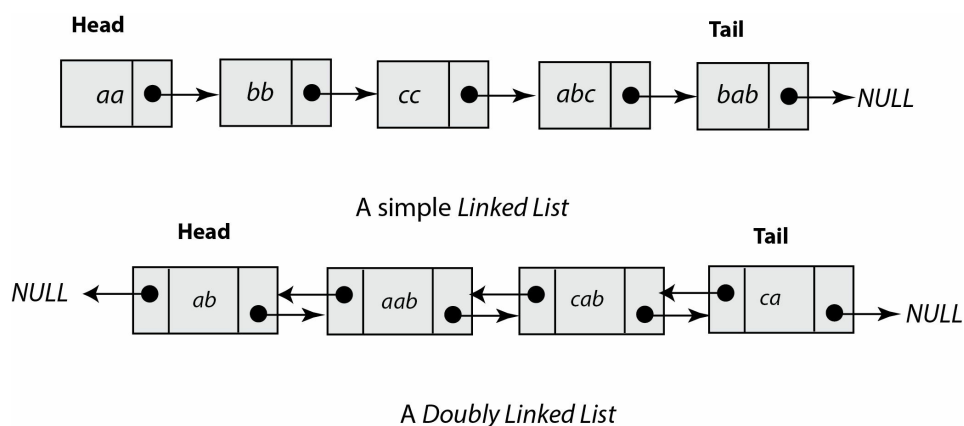 Head Tail
aa bb cc abc bab NULL
A simple Linked List
Head Tail
NULL ab aab cab ca NULL
A Doubly Linked List